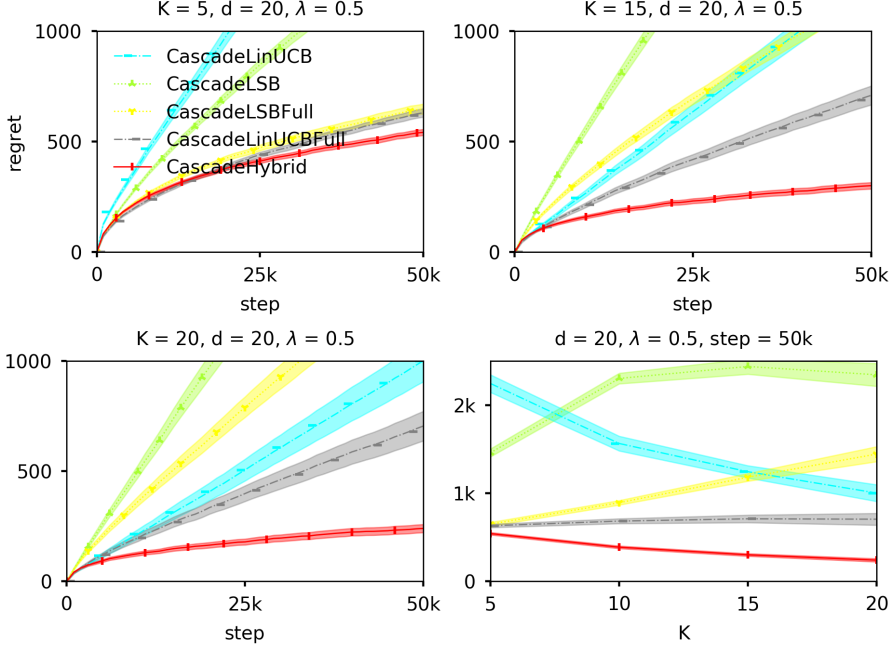 K = 5, d = 20, λ = 0.5
1000
500
0
regret
CascadeLinUCB
CascadeLSB
CascadeLSBFull
CascadeLinUCBFull
CascadeHybrid
0 25k 50k
step
K = 15, d = 20, λ = 0.5
1000
500
0
0 25k 50k
step
K = 20, d = 20, λ = 0.5
1000
500
0
0 25k 50k
step
d = 20, λ = 0.5, step = 50k
2k
1k
0
5 10 15 20
K